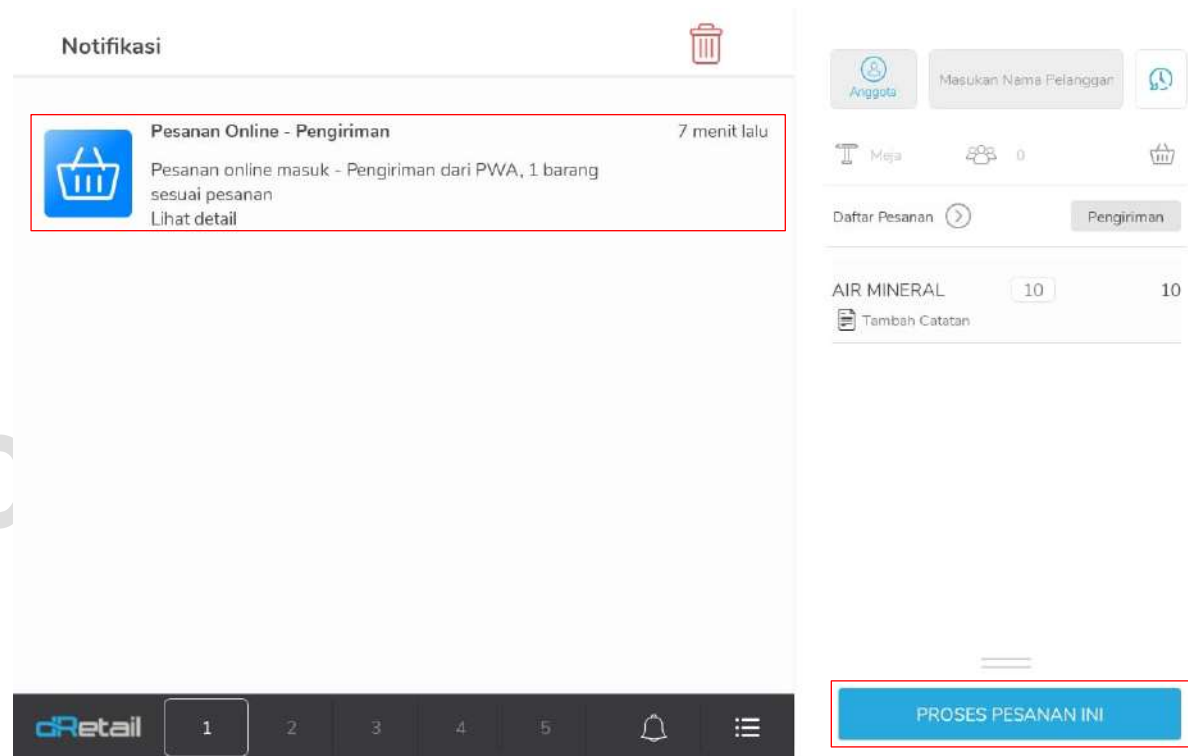 Notifikasi
Pesanan Online - Pengiriman
7 menit lalu
Pesanan online masuk - Pengiriman dari PWA, 1 barang
sesuai pesanan
Lihat detail
dRetail
1
2
3
4
5
Anggota
Masukan Nama Pelanggan
Meja
0
Daftar Pesanan
Pengiriman
AIR MINERAL
10
10
Tambah Catatan
PROSES PESANAN INI